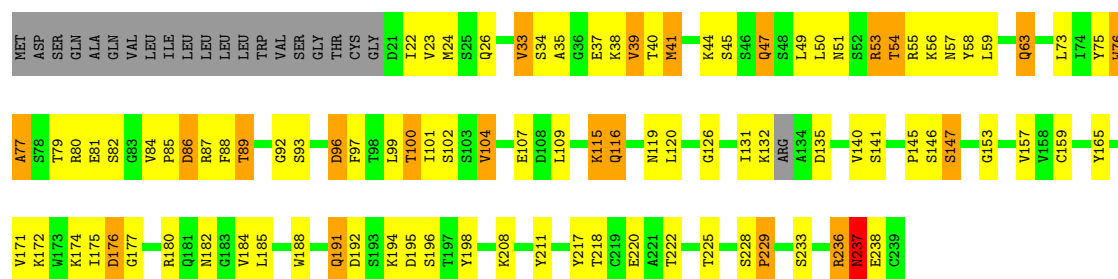 MET ASP SER GLN ALA GLN VAL LEU ILE LEU LEU LEU LEU TRP VAL SER GLY THR CYS GLY D21 I22 V23 M24 S25 Q26 V33 S34 A35 G36 E37 K38 V39 T40 M41 K44 S45 S46 Q47 S48 L49 L50 N51 S52 R53 T54 R55 K56 N57 Y58 L59 Q63 L73 I74 Y75 W76
A77 S78 T79 R80 E81 S82 G83 V84 P85 D86 R87 F88 T89 G92 S93 D96 F97 T98 L99 T100 I101 S102 S103 V104 E107 D108 L109 K115 Q116 N119 L120 G126 I131 K132 ARG A134 D135 V140 S141 P145 S146 S147 G153 V157 V158 C159 Y165
V171 K172 W173 K174 I175 D176 G177 R180 Q181 N182 G183 V184 L185 W188 Q191 D192 S193 K194 D195 S196 T197 Y198 K208 Y211 Y217 T218 C219 E220 A221 T222 T225 S228 P229 S233 R236 N237 E238 C239